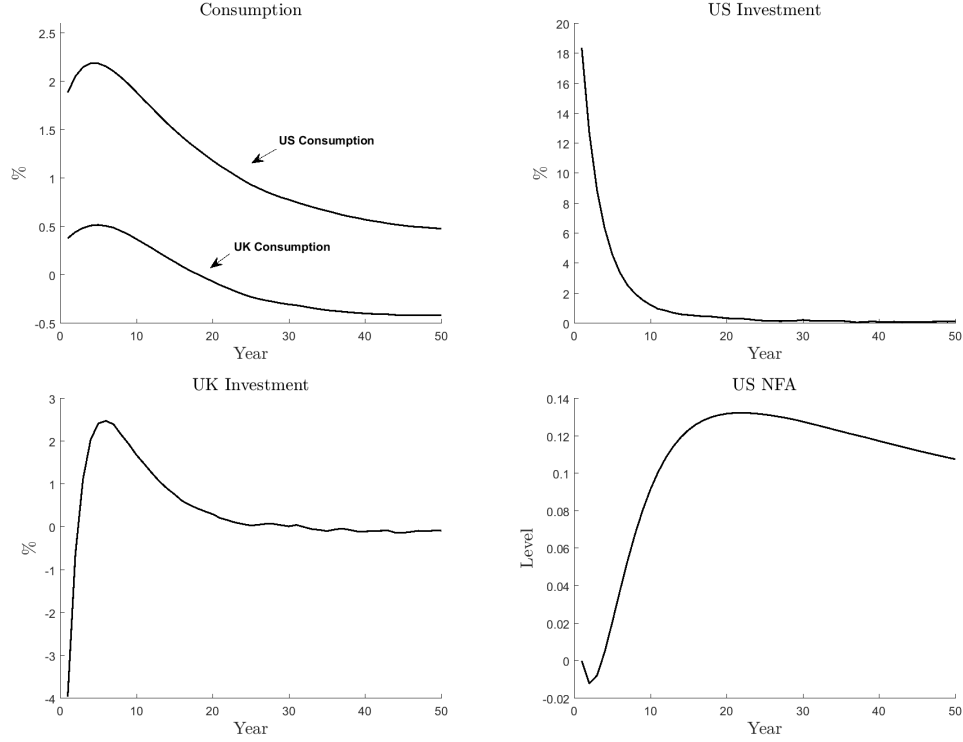 Consumption
2.5
2
1.5
1
0.5
0
-0.5
%
US Consumption
UK Consumption
0 10 20 30 40 50
Year
US Investment
20
18
16
14
12
10
8
6
4
2
0
%
0 10 20 30 40 50
Year
UK Investment
3
2
1
0
-1
-2
-3
-4
%
0 10 20 30 40 50
Year
US NFA
0.14
0.12
0.1
0.08
0.06
0.04
0.02
0
-0.02
Level
0 10 20 30 40 50
Year